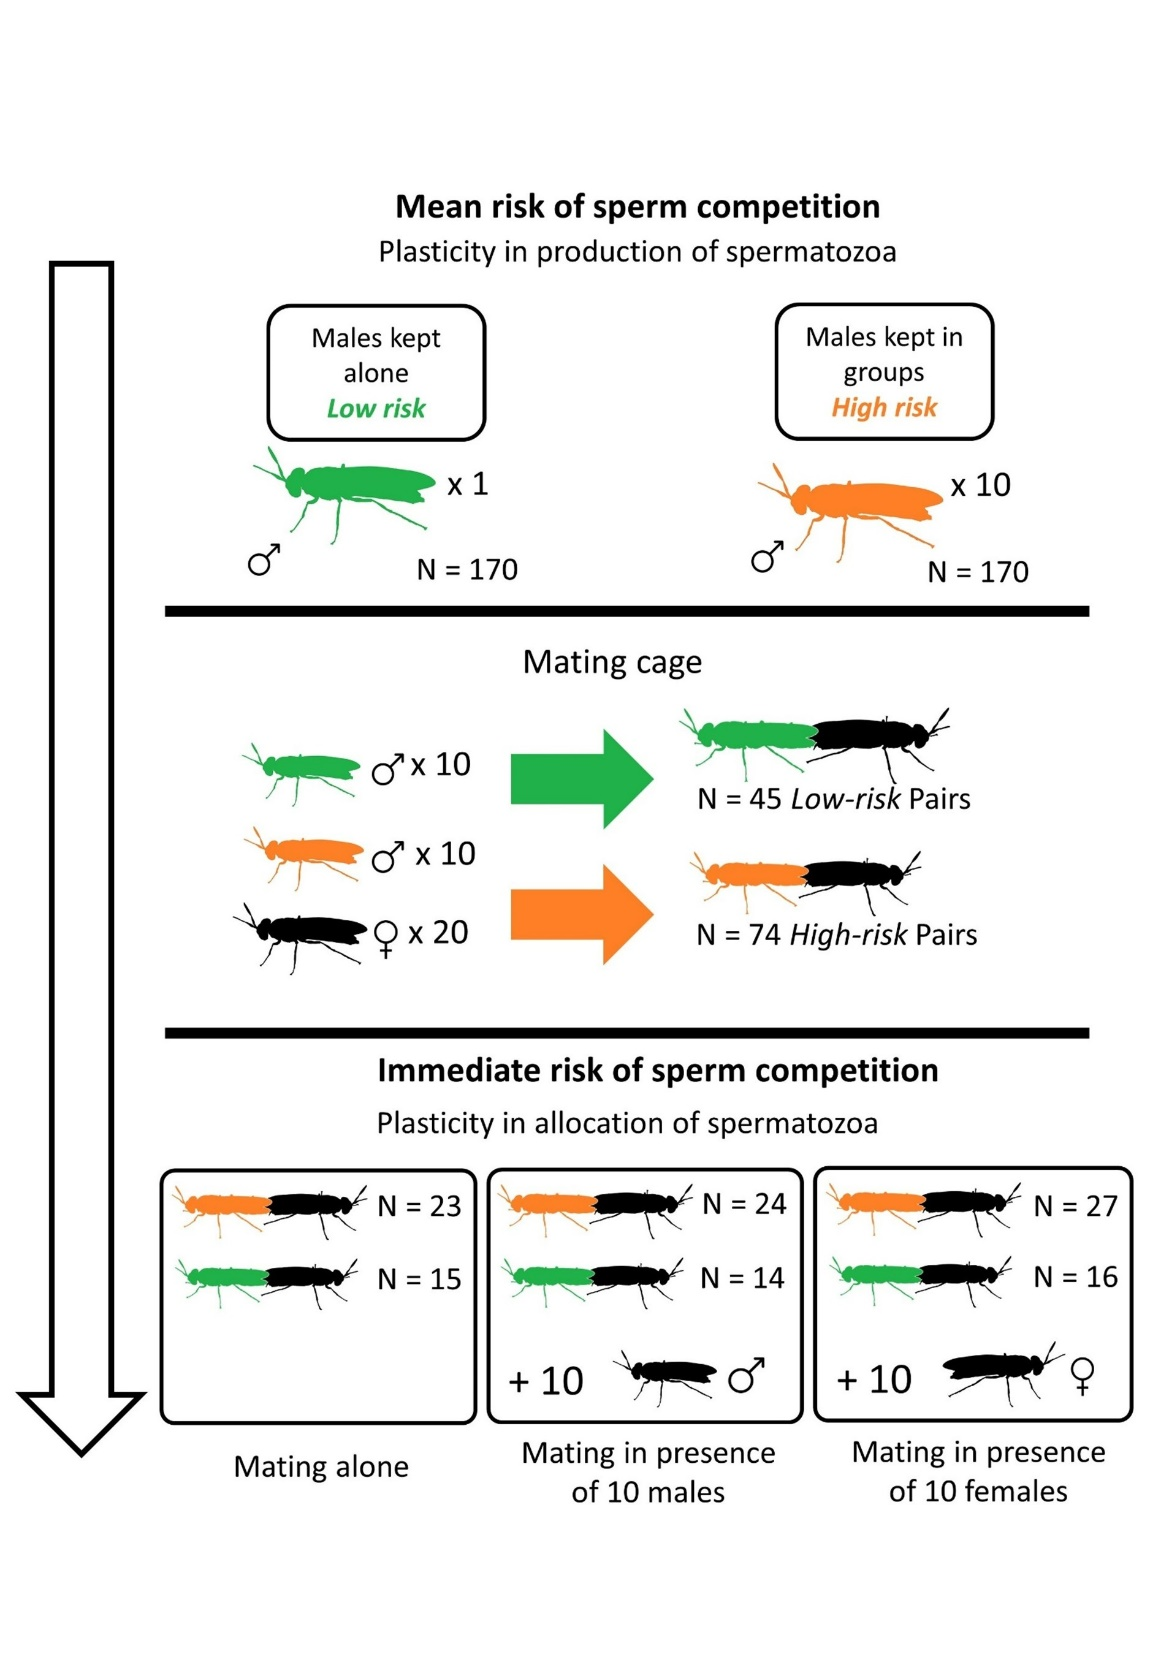 Mean risk of sperm competition
Plasticity in production of spermatozoa
Males kept
alone
Low risk
Males kept in
groups
High risk
x 1
x 10
♂
N = 170
♂
N = 170
Mating cage
♂ x 10
♂ x 10
♀ x 20
N = 45 Low-risk Pairs
N = 74 High-risk Pairs
Immediate risk of sperm competition
Plasticity in allocation of spermatozoa
N = 23
N = 15
N = 24
N = 14
+ 10 ♂
N = 27
N = 16
+ 10 ♀
Mating alone
Mating in presence
of 10 males
Mating in presence
of 10 females